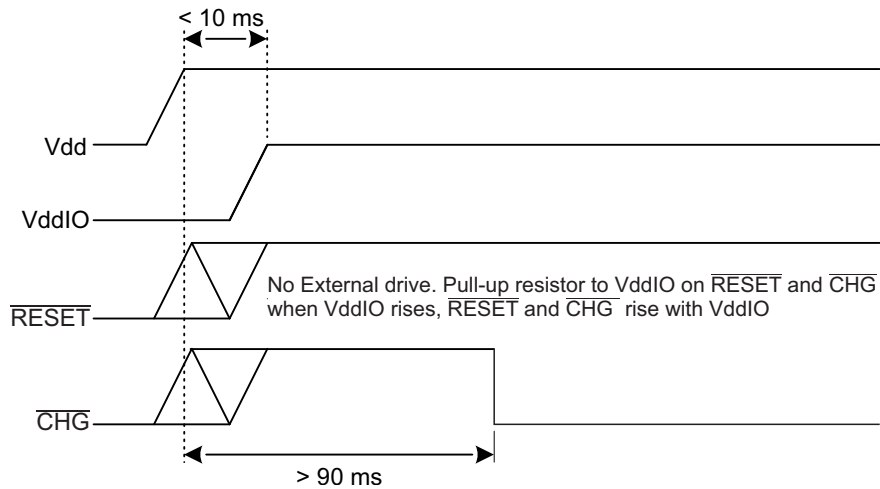 < 10 ms
Vdd
VddIO
No External drive. Pull-up resistor to VddIO on RESET and CHG
when VddIO rises, RESET and CHG rise with VddIO
RESET
CHG
> 90 ms